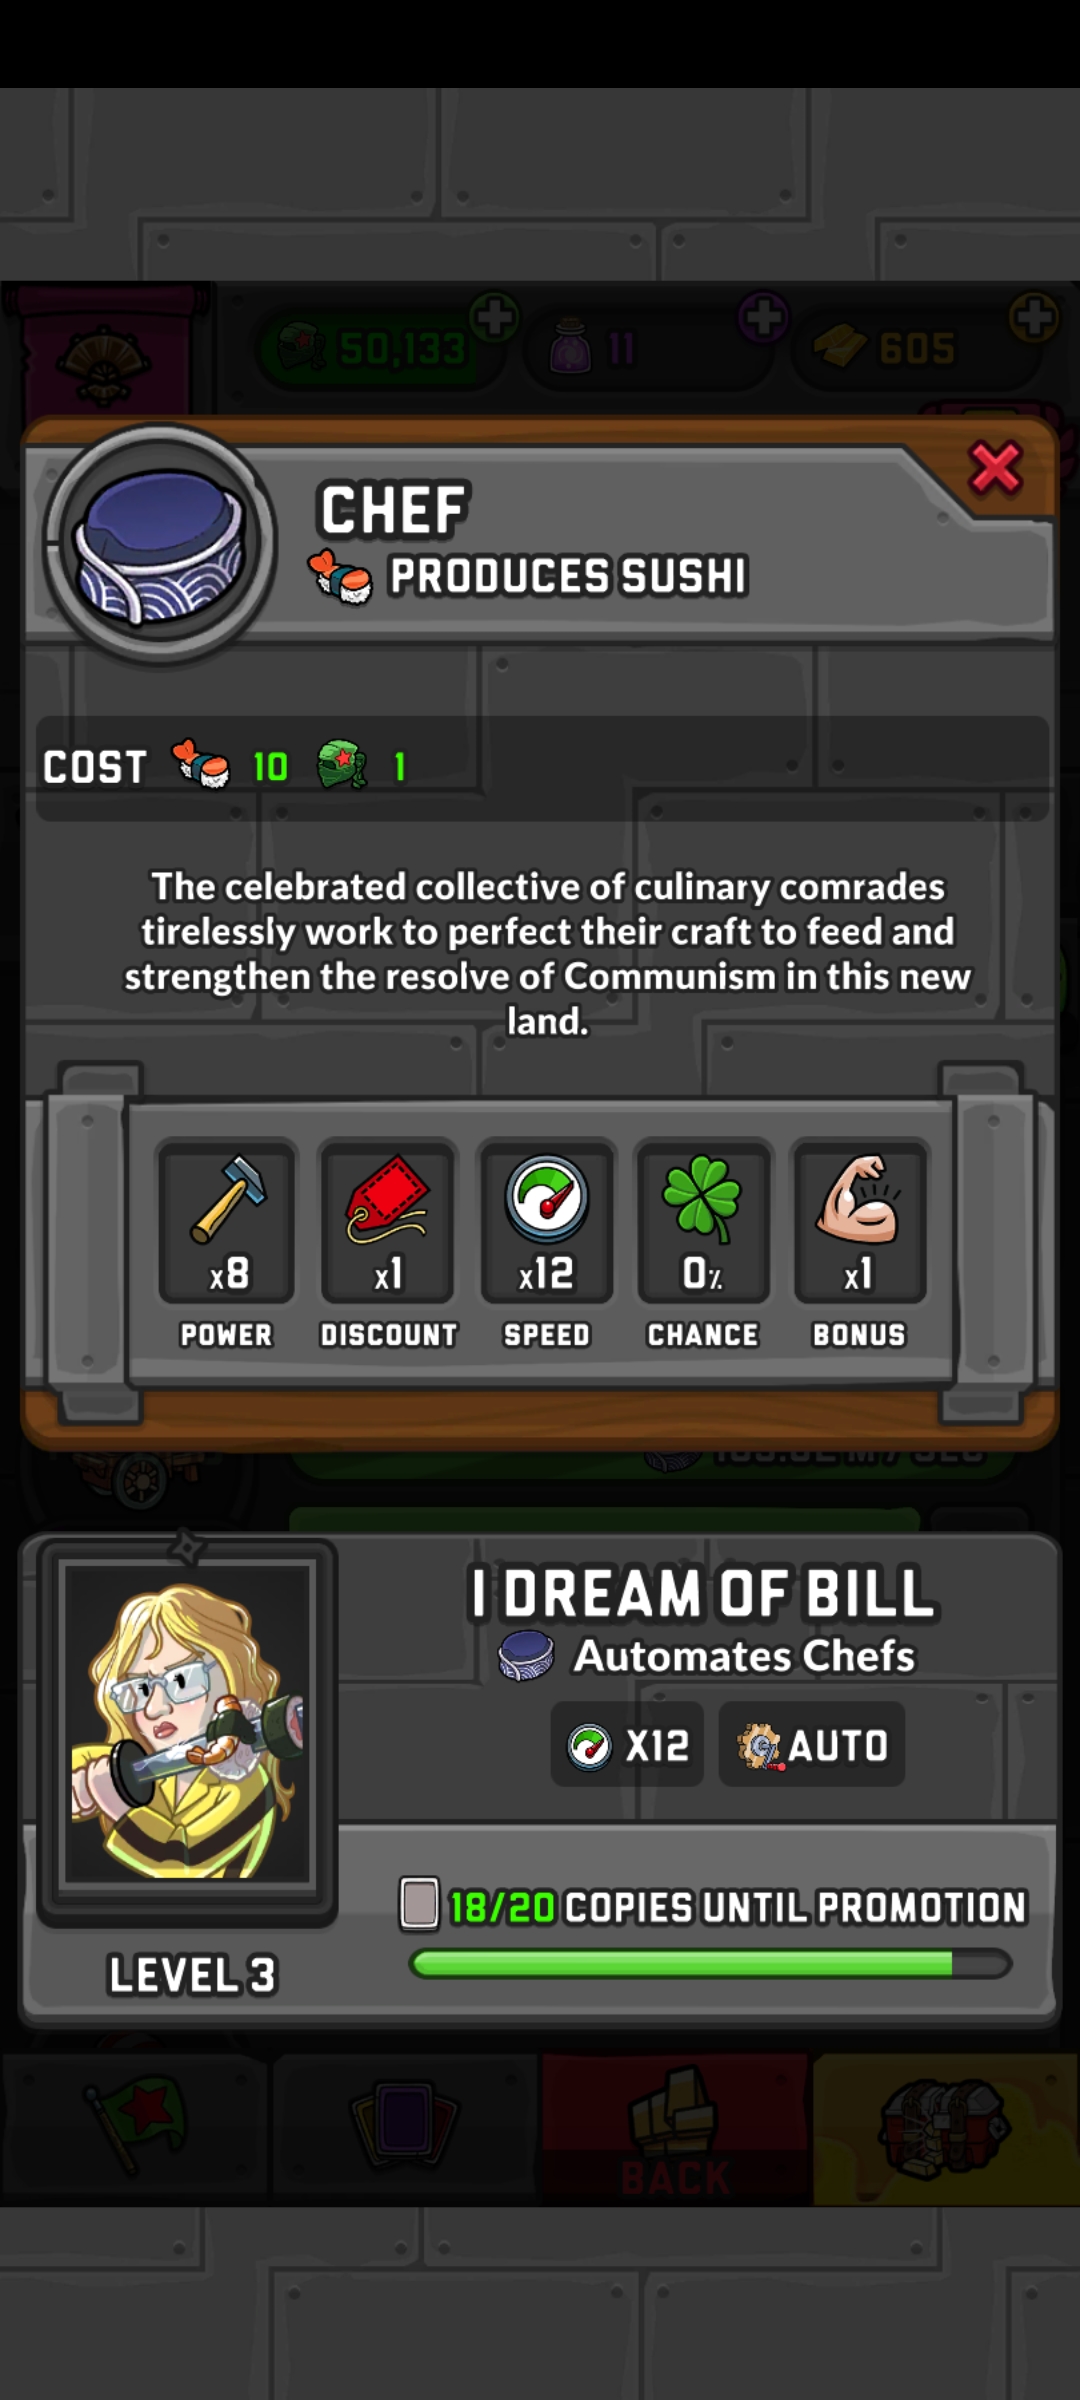 50,133
11
605
CHEF
PRODUCES SUSHI
COST 10 1
The celebrated collective of culinary comrades
tirelessly work to perfect their craft to feed and
strengthen the resolve of Communism in this new
land.
x8 x1 x12 0% x1
POWER DISCOUNT SPEED CHANCE BONUS
I DREAM OF BILL
Automates Chefs
X12 AUTO
18/20 COPIES UNTIL PROMOTION
LEVEL 3
BACK